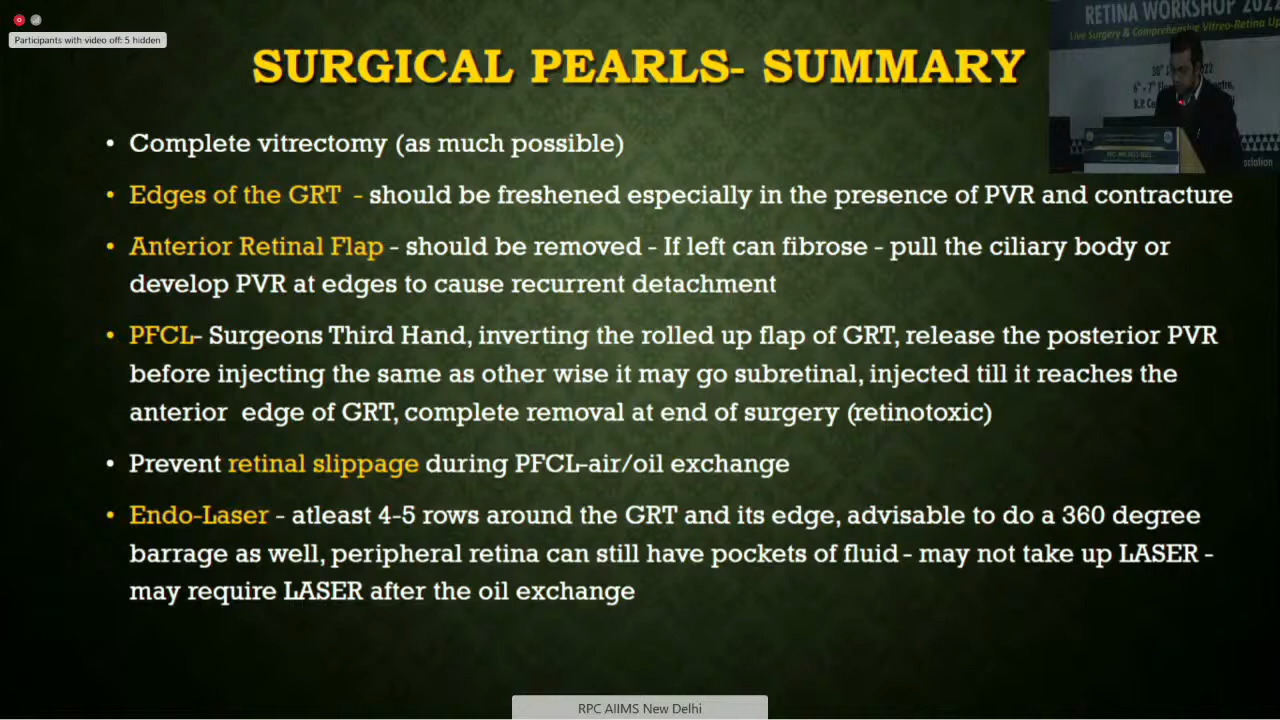 Participants with video off: 5 hidden
SURGICAL PEARLS- SUMMARY
RETINA WORKSHOP 2022
Live Surgery & Comprehensive Vitreo-Retina Up
• Complete vitrectomy (as much possible)
• Edges of the GRT - should be freshened especially in the presence of PVR and contracture
• Anterior Retinal Flap - should be removed - If left can fibrose - pull the ciliary body or
develop PVR at edges to cause recurrent detachment
• PFCL- Surgeons Third Hand, inverting the rolled up flap of GRT, release the posterior PVR
before injecting the same as other wise it may go subretinal, injected till it reaches the
anterior edge of GRT, complete removal at end of surgery (retinotoxic)
• Prevent retinal slippage during PFCL-air/oil exchange
• Endo-Laser - atleast 4-5 rows around the GRT and its edge, advisable to do a 360 degree
barrage as well, peripheral retina can still have pockets of fluid - may not take up LASER -
may require LASER after the oil exchange
RPC AIIMS New Delhi